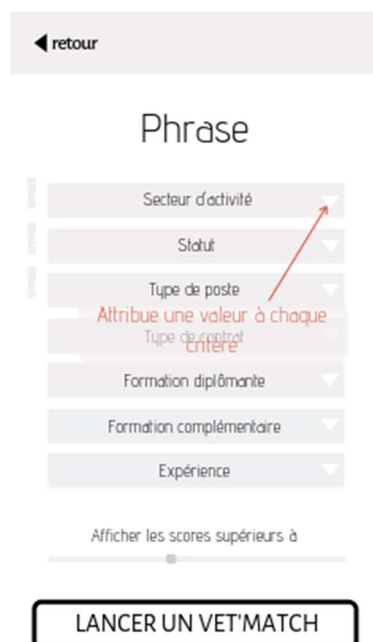 retour
Phrase
Secteur d'activité
Statut
Type de poste
Attribue une valeur à chaque
critère
Type de contrat
Formation diplômante
Formation complémentaire
Expérience
Afficher les scores supérieurs à
LANCER UN VET'MATCH